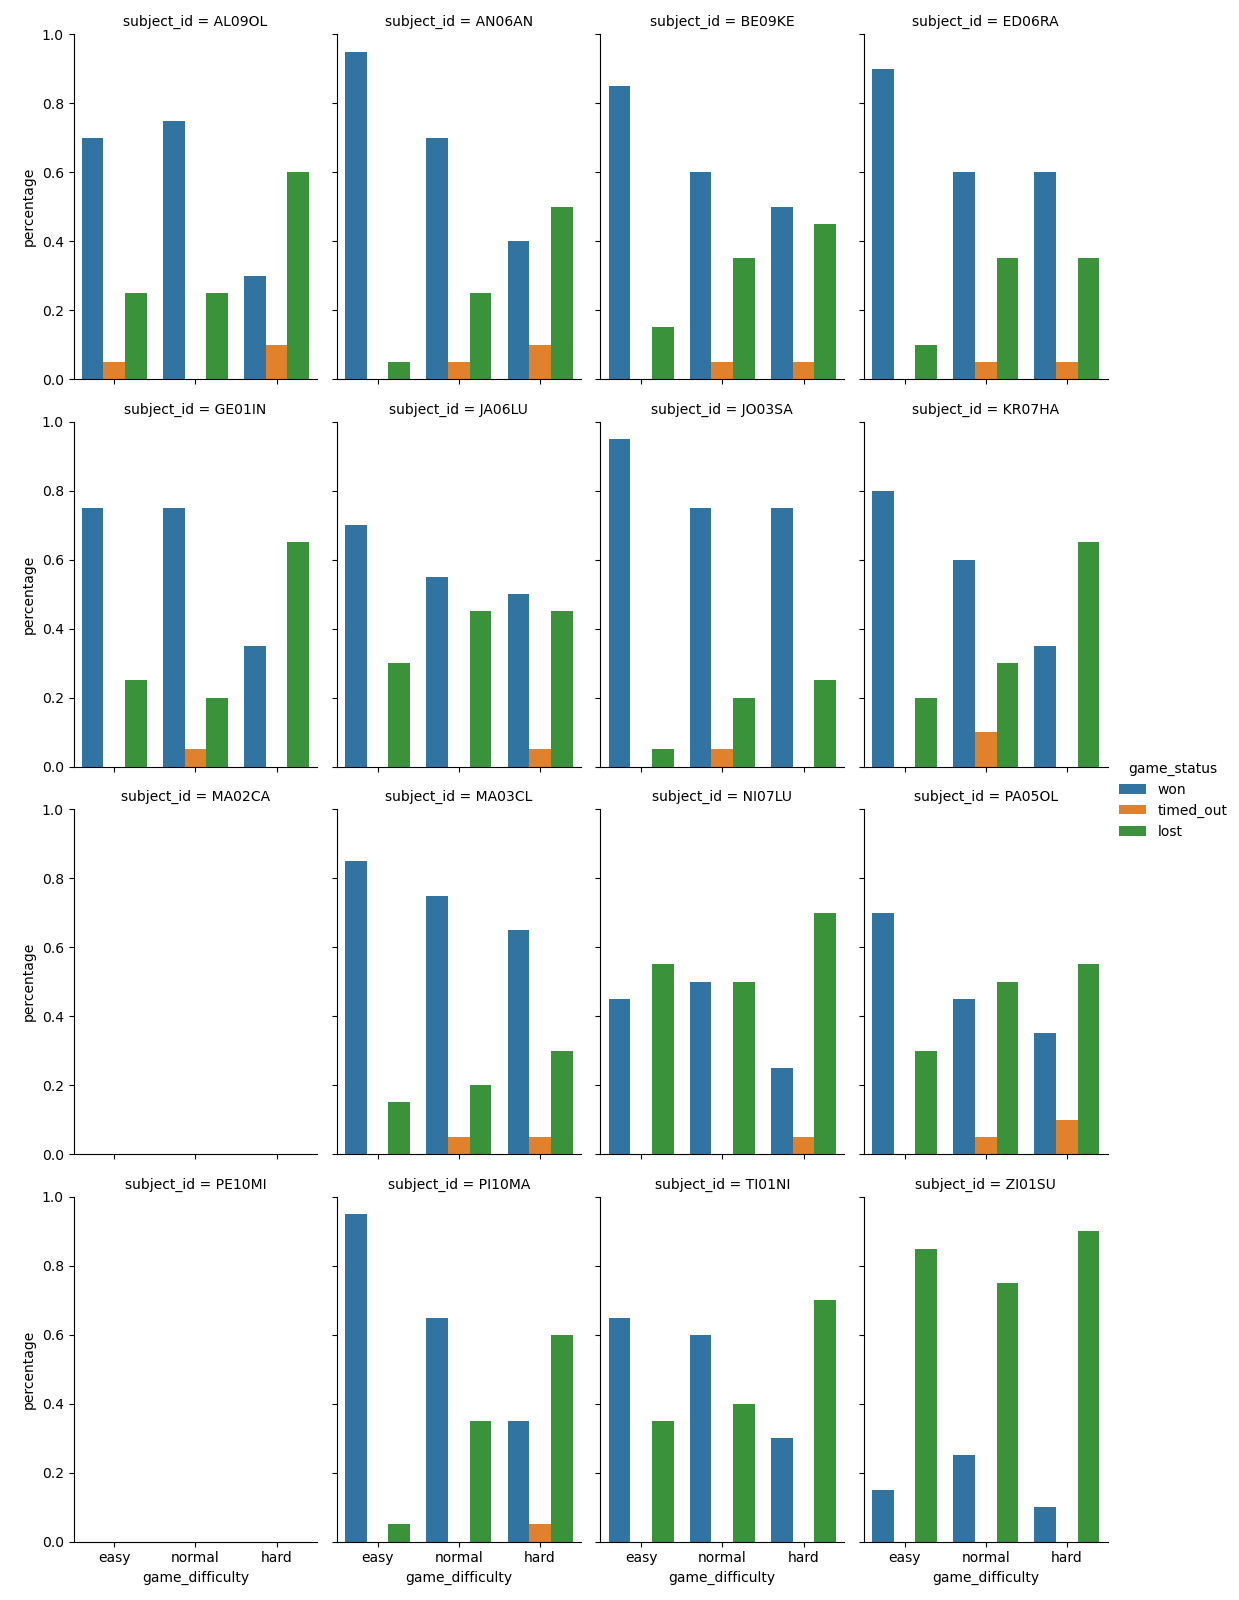 subject_id = AL09OL
subject_id = AN06AN
subject_id = BE09KE
subject_id = ED06RA
1.0
0.8
0.6
0.4
0.2
0.0
percentage
subject_id = GE01IN
subject_id = JA06LU
subject_id = JO03SA
subject_id = KR07HA
1.0
0.8
0.6
0.4
0.2
0.0
percentage
game_status
won
timed_out
lost
subject_id = MA02CA
subject_id = MA03CL
subject_id = NI07LU
subject_id = PA05OL
1.0
0.8
0.6
0.4
0.2
0.0
percentage
subject_id = PE10MI
subject_id = PI10MA
subject_id = TI01NI
subject_id = ZI01SU
1.0
0.8
0.6
0.4
0.2
0.0
percentage
easy normal hard
game_difficulty
easy normal hard
game_difficulty
easy normal hard
game_difficulty
easy normal hard
game_difficulty